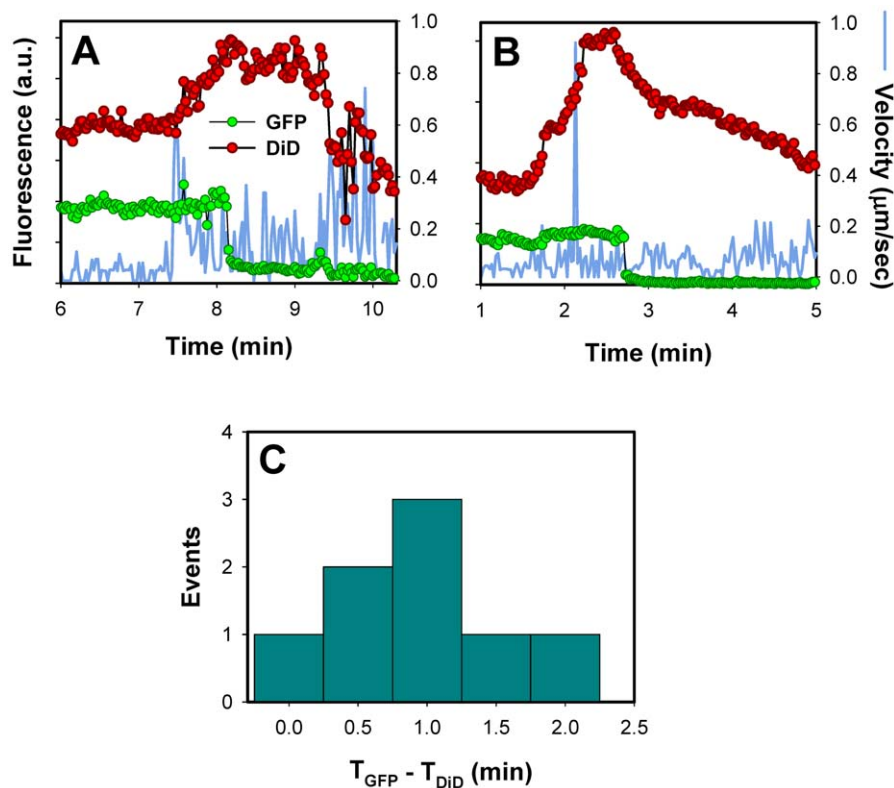 A
B
Fluorescence (a.u.)
GFP
DiD
1.0
0.8
0.6
0.4
0.2
0.0
6 7 8 9 10
Time (min)
1.0
0.8
0.6
0.4
0.2
0.0
Velocity (μm/sec)
1 2 3 4 5
Time (min)
C
Events
4
3
2
1
0
0.0 0.5 1.0 1.5 2.0 2.5
T_GFP - T_DiD (min)